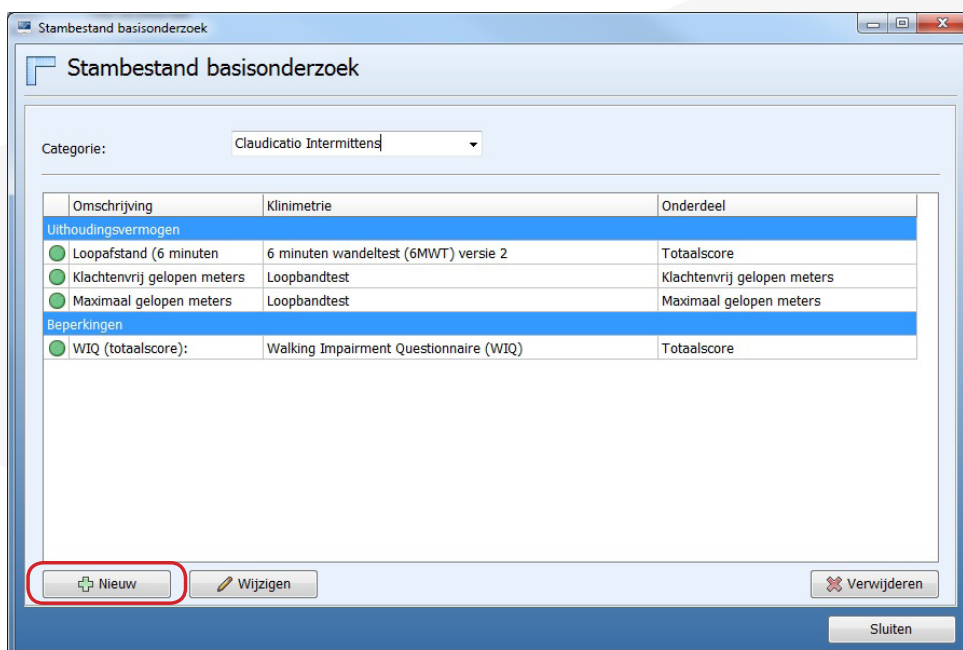 Stambestand basisonderzoek
Stambestand basisonderzoek
Categorie: Claudicatio Intermittens
Omschrijving Klinimetrie Onderdeel
Uithoudingsvermogen
Loopafstand (6 minuten 6 minuten wandeltest (6MWT) versie 2 Totaalscore
Klachtenvrij gelopen meters Loopbandtest Klachtenvrij gelopen meters
Maximaal gelopen meters Loopbandtest Maximaal gelopen meters
Beperkingen
WIQ (totaalscore): Walking Impairment Questionnaire (WIQ) Totaalscore
Nieuw Wijzigen Verwijderen
Sluiten